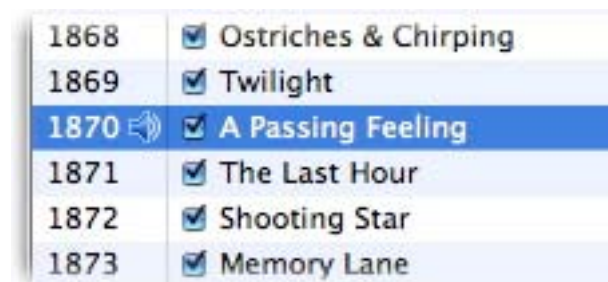 1868 Ostriches & Chirping
1869 Twilight
1870 A Passing Feeling
1871 The Last Hour
1872 Shooting Star
1873 Memory Lane